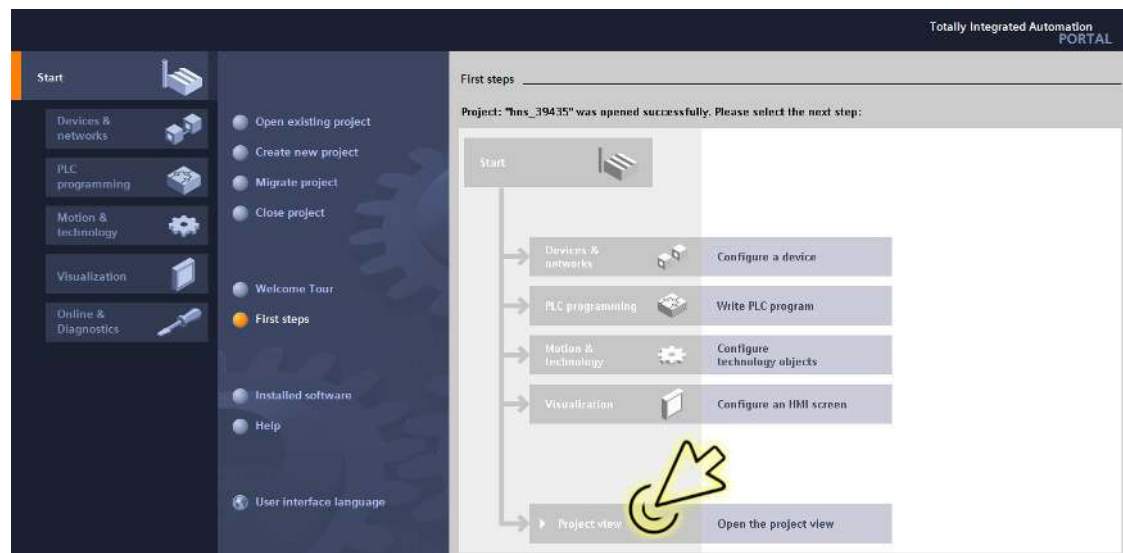 Totally Integrated Automation
PORTAL
Start
Devices &
networks
PLC
programming
Motion &
technology
Visualization
Online &
Diagnostics
Open existing project
Create new project
Migrate project
Close project
Welcome Tour
First steps
Installed software
Help
User interface language
First steps
Project: "hns_39435" was opened successfully. Please select the next step:
Start
Devices &
networks
Configure a device
PLC programming
Write PLC program
Motion &
technology
Configure
technology objects
Visualization
Configure an HMI screen
Project view
Open the project view